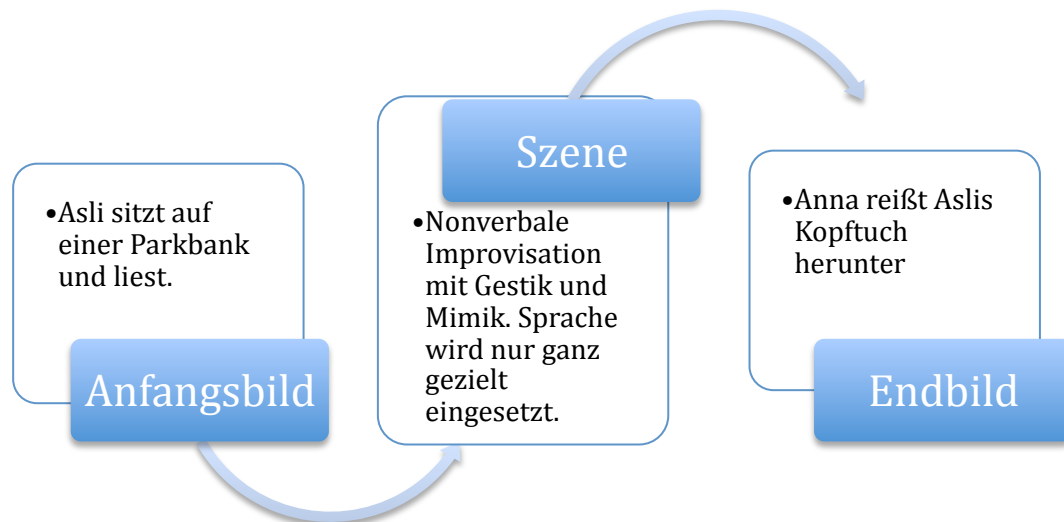 •Asli sitzt auf
einer Parkbank
und liest.
Anfangsbild
Szene
•Nonverbale
Improvisation
mit Gestik und
Mimik. Sprache
wird nur ganz
gezielt
eingesetzt.
•Anna reißt Aslis
Kopftuch
herunter
Endbild